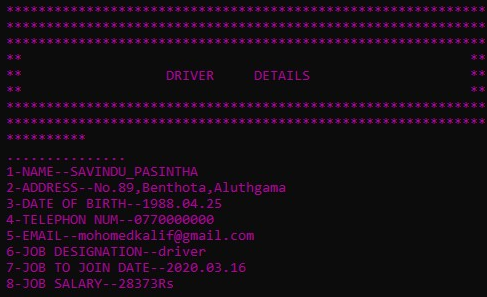 ************************************************************
************************************************************
************************************************************
** **
** DRIVER DETAILS **
** **
************************************************************
************************************************************
**********
...............
1-NAME--SAVINDU_PASINTHA
2-ADDRESS--No.89,Benthota,Aluthgama
3-DATE OF BIRTH--1988.04.25
4-TELEPHON NUM--0770000000
5-EMAIL--mohomedkalif@gmail.com
6-JOB DESIGNATION--driver
7-JOB TO JOIN DATE--2020.03.16
8-JOB SALARY--28373Rs